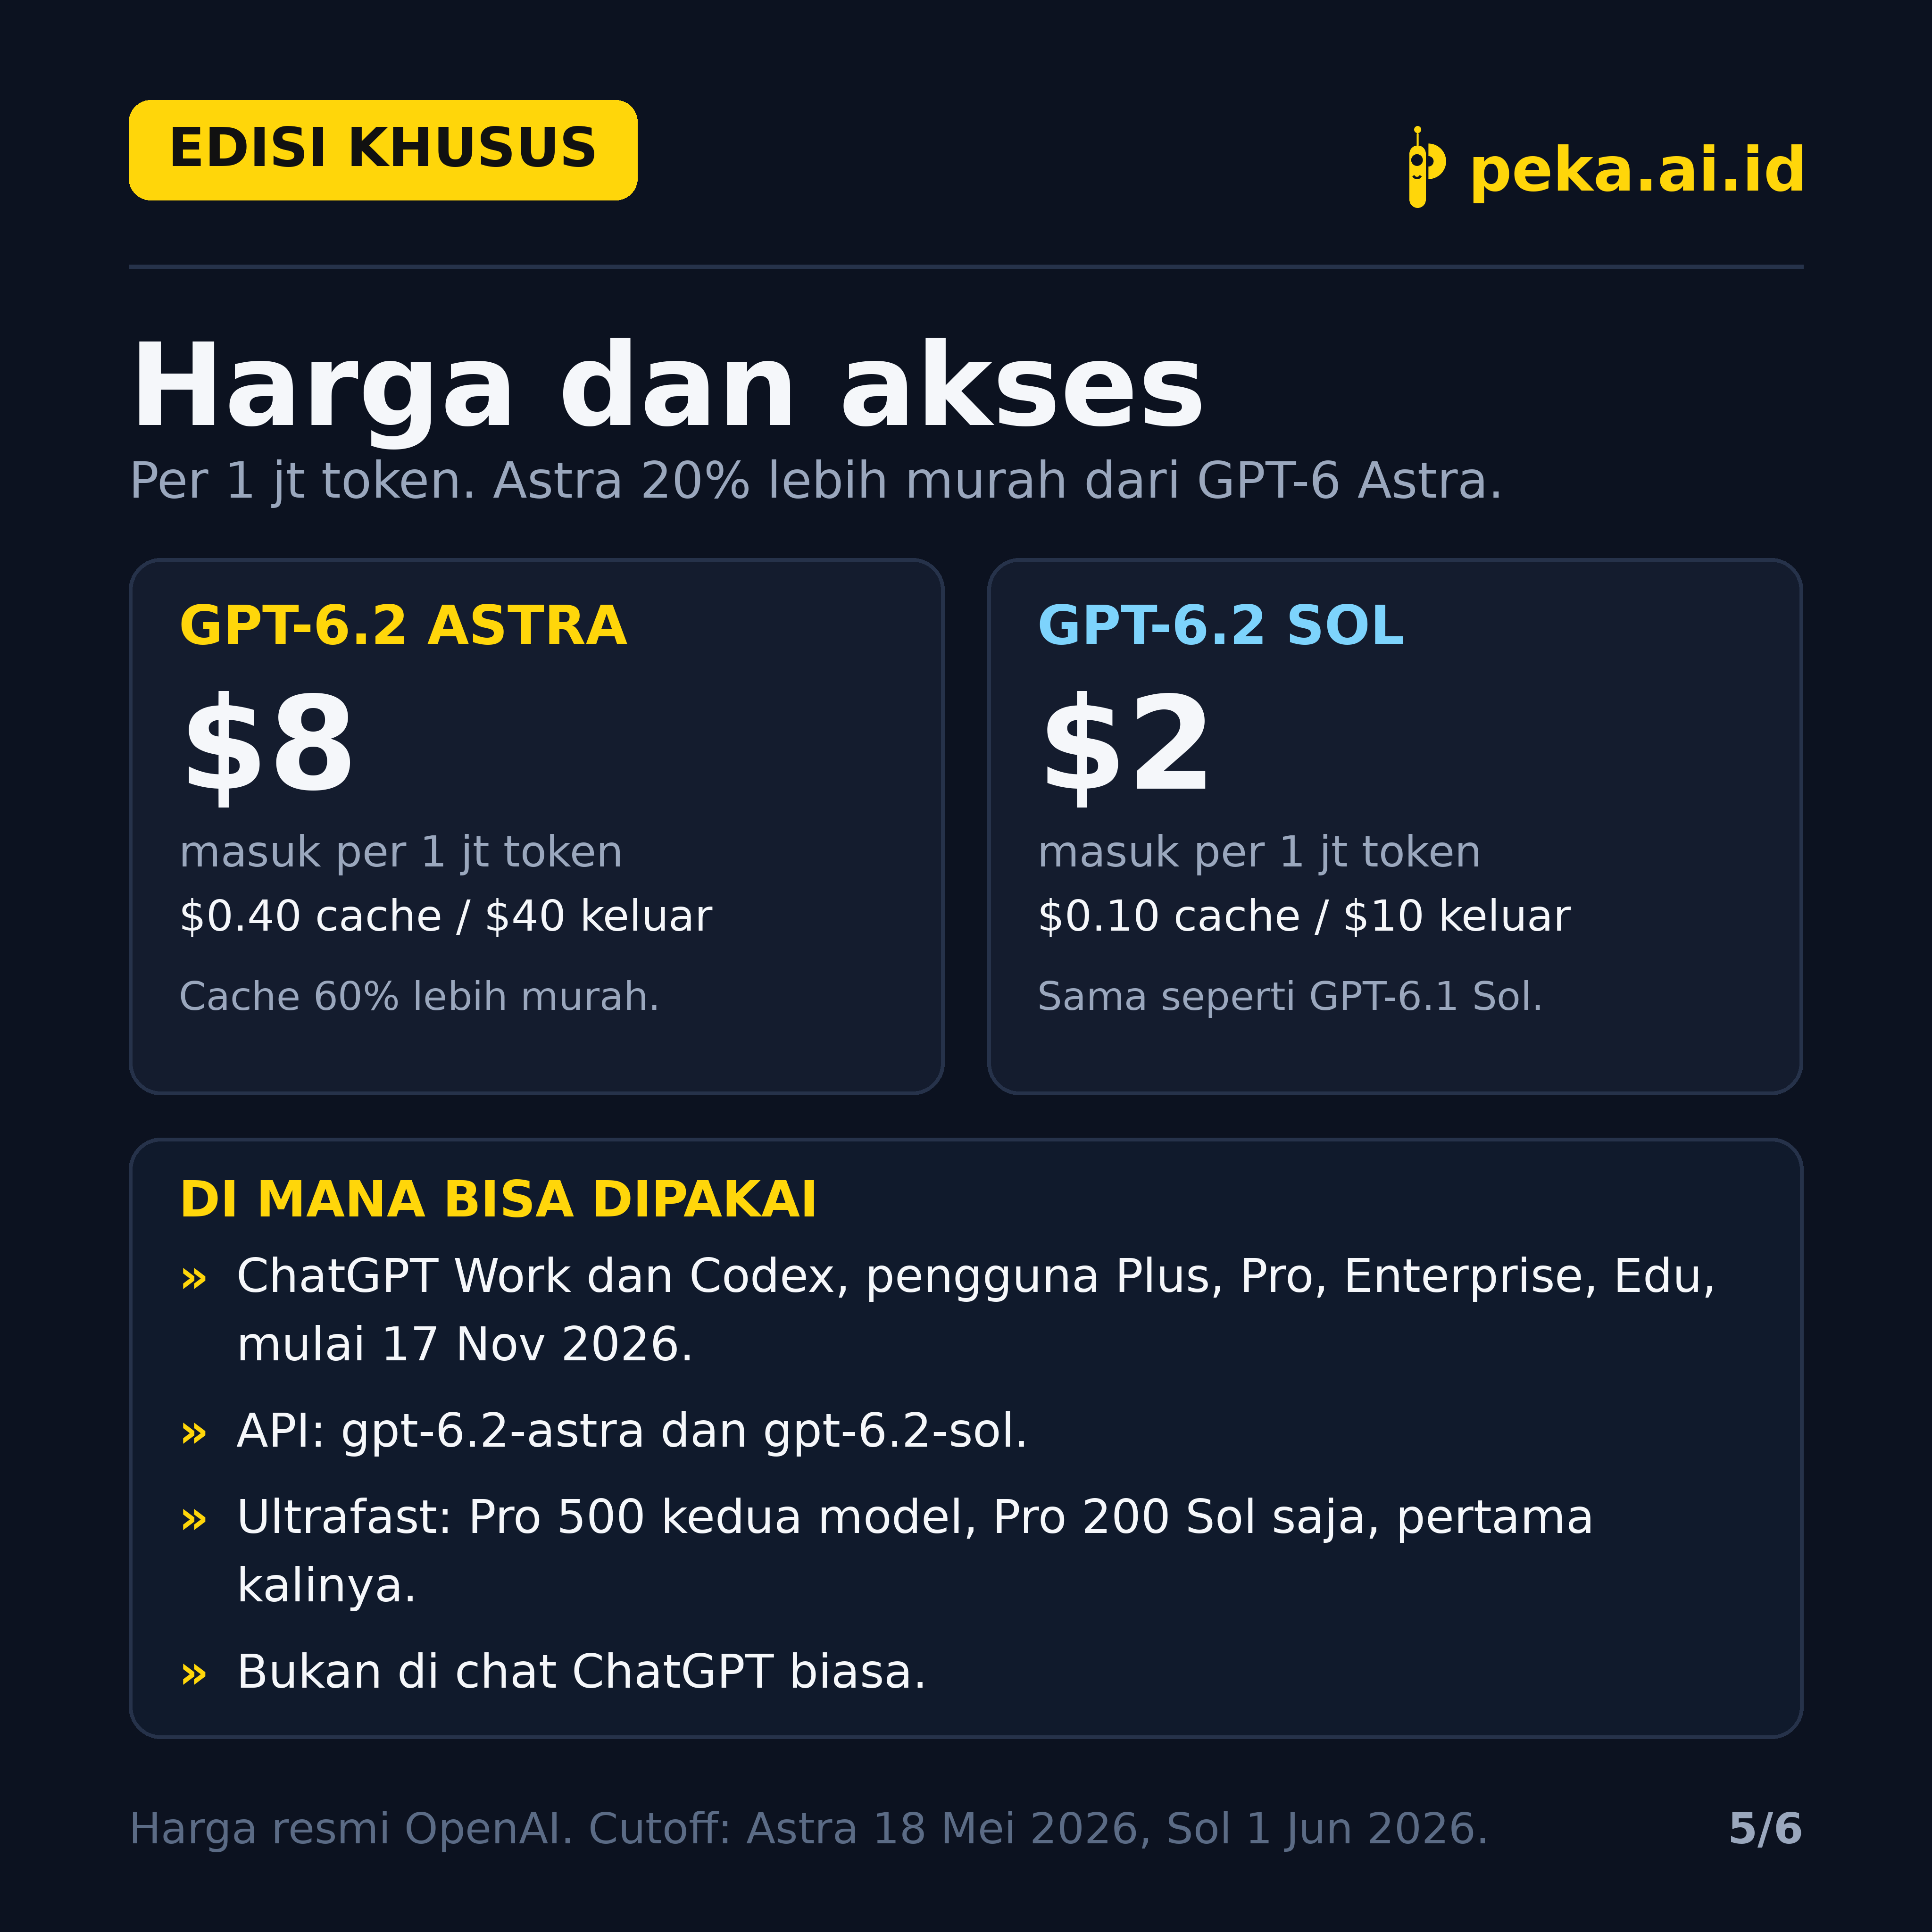 EDISI KHUSUS
peka.ai.id
Harga dan akses
Per 1 jt token. Astra 20% lebih murah dari GPT-6 Astra.
GPT-6.2 ASTRA
$8
masuk per 1 jt token
$0.40 cache / $40 keluar
Cache 60% lebih murah.
GPT-6.2 SOL
$2
masuk per 1 jt token
$0.10 cache / $10 keluar
Sama seperti GPT-6.1 Sol.
DI MANA BISA DIPAKAI
» ChatGPT Work dan Codex, pengguna Plus, Pro, Enterprise, Edu,
mulai 17 Nov 2026.
» API: gpt-6.2-astra dan gpt-6.2-sol.
» Ultrafast: Pro 500 kedua model, Pro 200 Sol saja, pertama
kalinya.
» Bukan di chat ChatGPT biasa.
Harga resmi OpenAI. Cutoff: Astra 18 Mei 2026, Sol 1 Jun 2026.
5/6